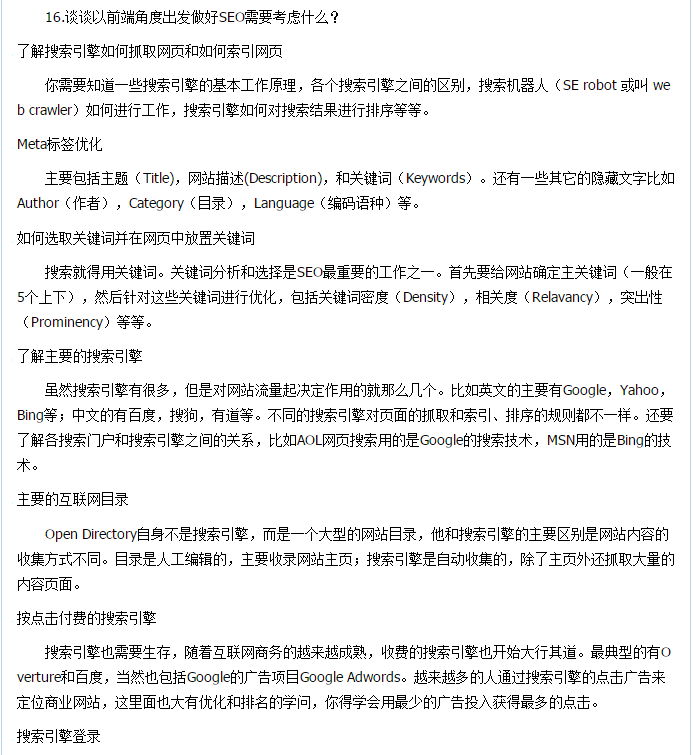 16.谈谈以前端角度出发做好SEO需要考虑什么？
了解搜索引擎如何抓取网页和如何索引网页
你需要知道一些搜索引擎的基本工作原理，各个搜索引擎之间的区别，搜索机器人（SE robot 或叫 we
b crawler）如何进行工作，搜索引擎如何对搜索结果进行排序等等。
Meta标签优化
主要包括主题（Title)，网站描述(Description)，和关键词（Keywords）。还有一些其它的隐藏文字比如
Author（作者），Category（目录），Language（编码语种）等。
如何选取关键词并在网页中放置关键词
搜索就得用关键词。关键词分析和选择是SEO最重要的工作之一。首先要给网站确定主关键词（一般在
5个上下），然后针对这些关键词进行优化，包括关键词密度（Density），相关度（Relavancy），突出性
（Prominency）等等。
了解主要的搜索引擎
虽然搜索引擎有很多，但是对网站流量起决定作用的就那么几个。比如英文的主要有Google，Yahoo，
Bing等；中文的有百度，搜狗，有道等。不同的搜索引擎对页面的抓取和索引、排序的规则都不一样。还要
了解各搜索门户和搜索引擎之间的关系，比如AOL网页搜索用的是Google的搜索技术，MSN用的是Bing的技
术。
主要的互联网目录
Open Directory自身不是搜索引擎，而是一个大型的网站目录，他和搜索引擎的主要区别是网站内容的
收集方式不同。目录是人工编辑的，主要收录网站主页；搜索引擎是自动收集的，除了主页外还抓取大量的
内容页面。
按点击付费的搜索引擎
搜索引擎也需要生存，随着互联网商务的越来越成熟，收费的搜索引擎也开始大行其道。最典型的有O
verture和百度，当然也包括Google的广告项目Google Adwords。越来越多的人通过搜索引擎的点击广告来
定位商业网站，这里面也大有优化和排名的学问，你得学会用最少的广告投入获得最多的点击。
搜索引擎登录